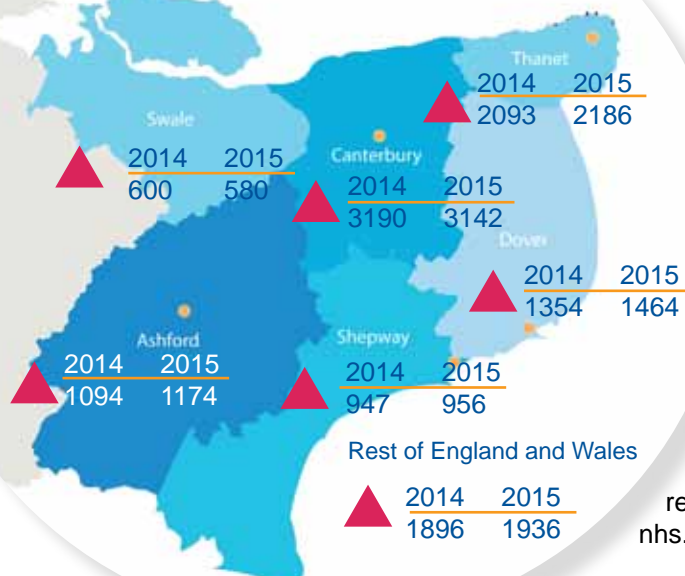 Thanet
2014 2015
2093 2186
Swale
2014 2015
600 580
Canterbury
2014 2015
3190 3142
Dover
2014 2015
1354 1464
Ashford
2014 2015
1094 1174
Shepway
2014 2015
947 956
Rest of England and Wales
2014 2015
1896 1936
re
nhs.